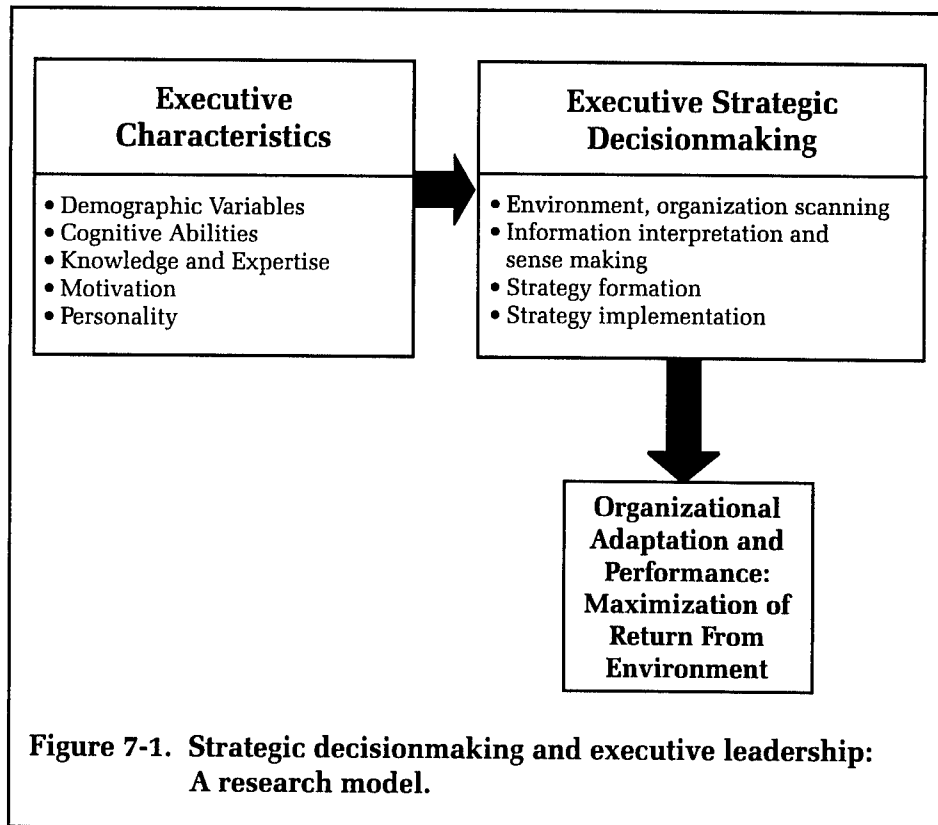 Executive
Characteristics
• Demographic Variables
• Cognitive Abilities
• Knowledge and Expertise
• Motivation
• Personality
Executive Strategic
Decisionmaking
• Environment, organization scanning
• Information interpretation and
sense making
• Strategy formation
• Strategy implementation
Organizational
Adaptation and
Performance:
Maximization of
Return From
Environment
Figure 7-1. Strategic decisionmaking and executive leadership:
A research model.